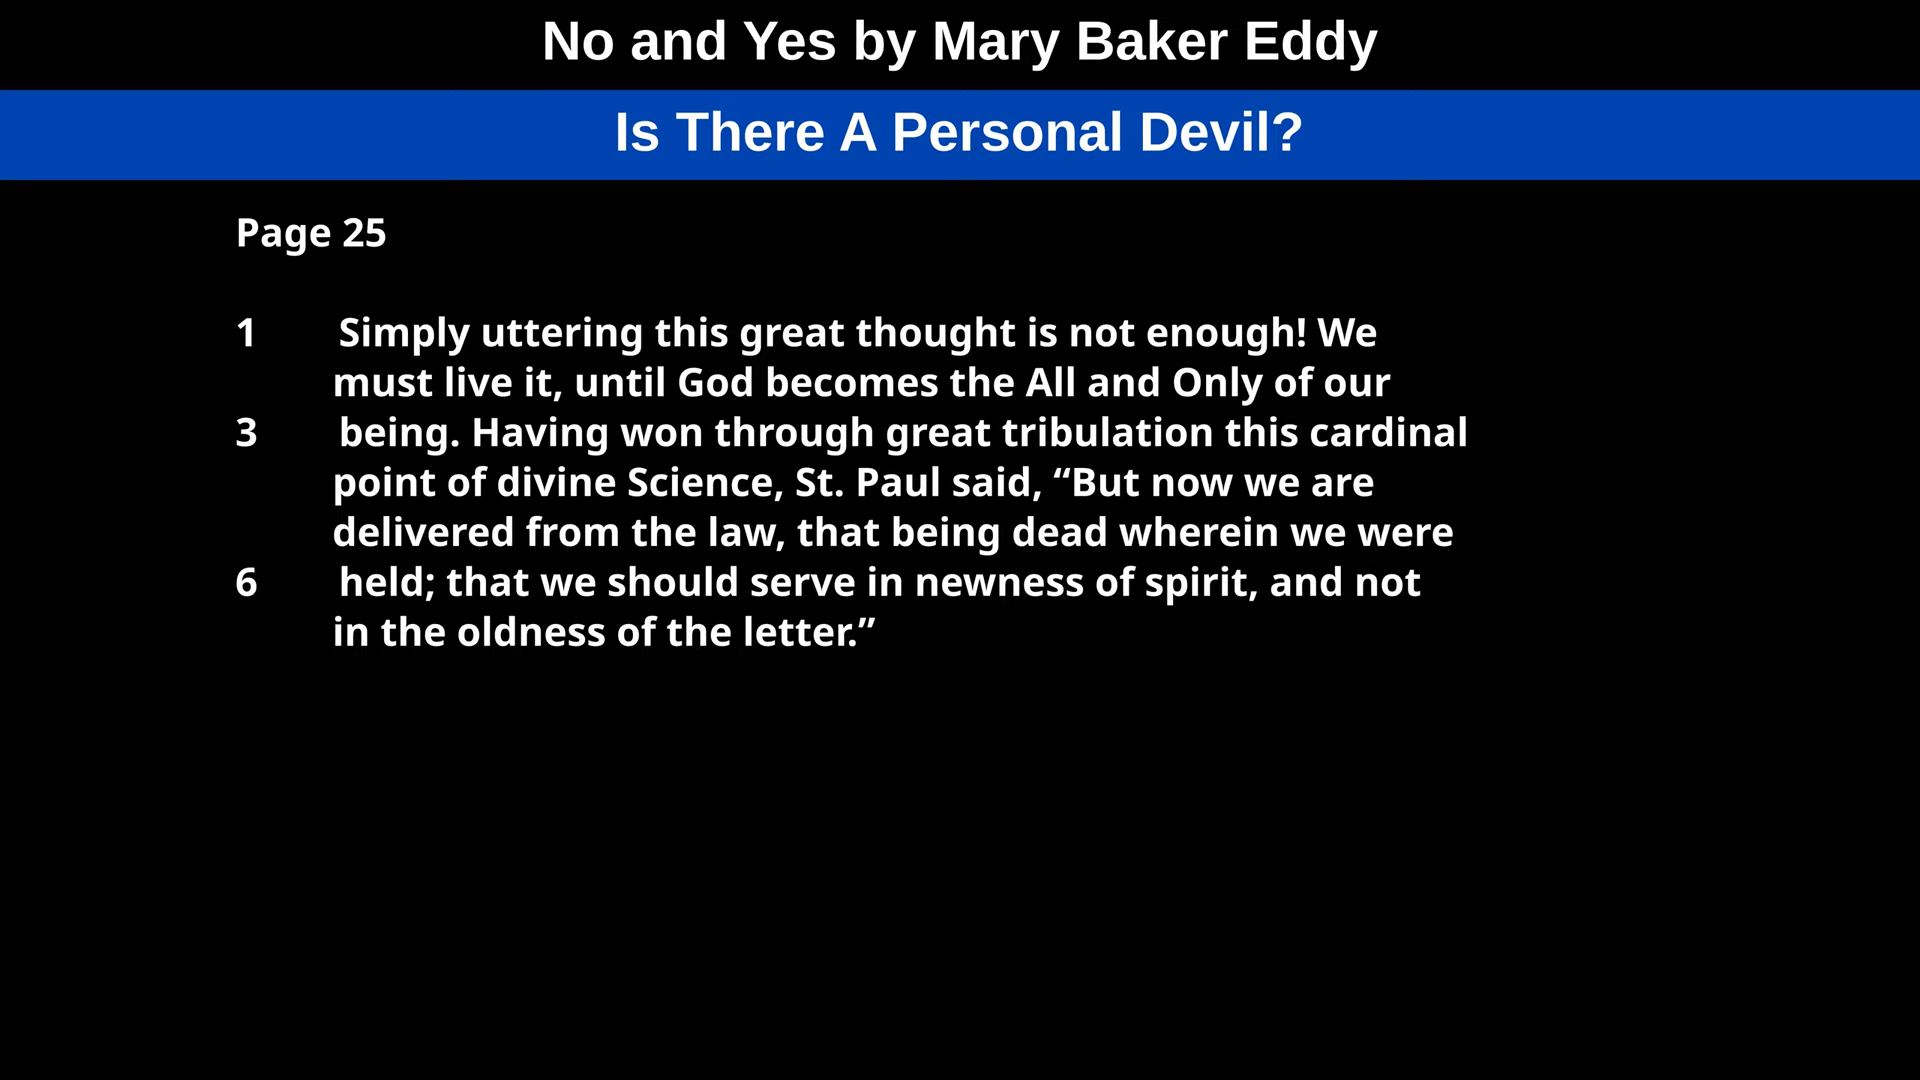 No and Yes by Mary Baker Eddy
Is There A Personal Devil?
Page 25
1 Simply uttering this great thought is not enough! We
must live it, until God becomes the All and Only of our
3 being. Having won through great tribulation this cardinal
point of divine Science, St. Paul said, “But now we are
delivered from the law, that being dead wherein we were
6 held; that we should serve in newness of spirit, and not
in the oldness of the letter.”